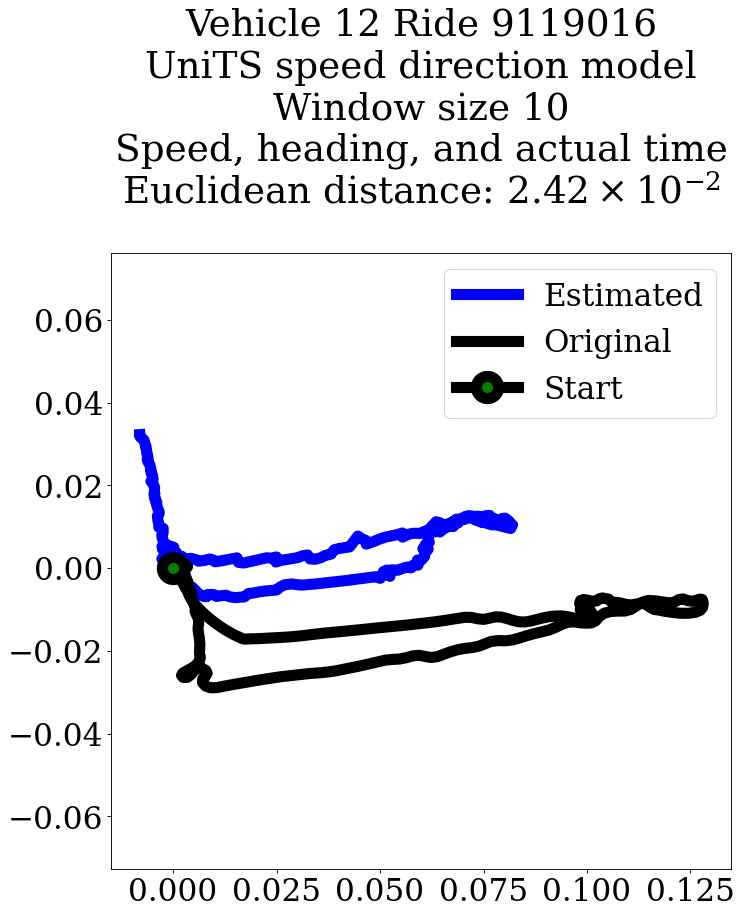 Vehicle 12 Ride 9119016
UniTS speed direction model
Window size 10
Speed, heading, and actual time
Euclidean distance: 2.42 × 10⁻²
Estimated
Original
Start
0.06
0.04
0.02
0.00
−0.02
−0.04
−0.06
0.000 0.025 0.050 0.075 0.100 0.125